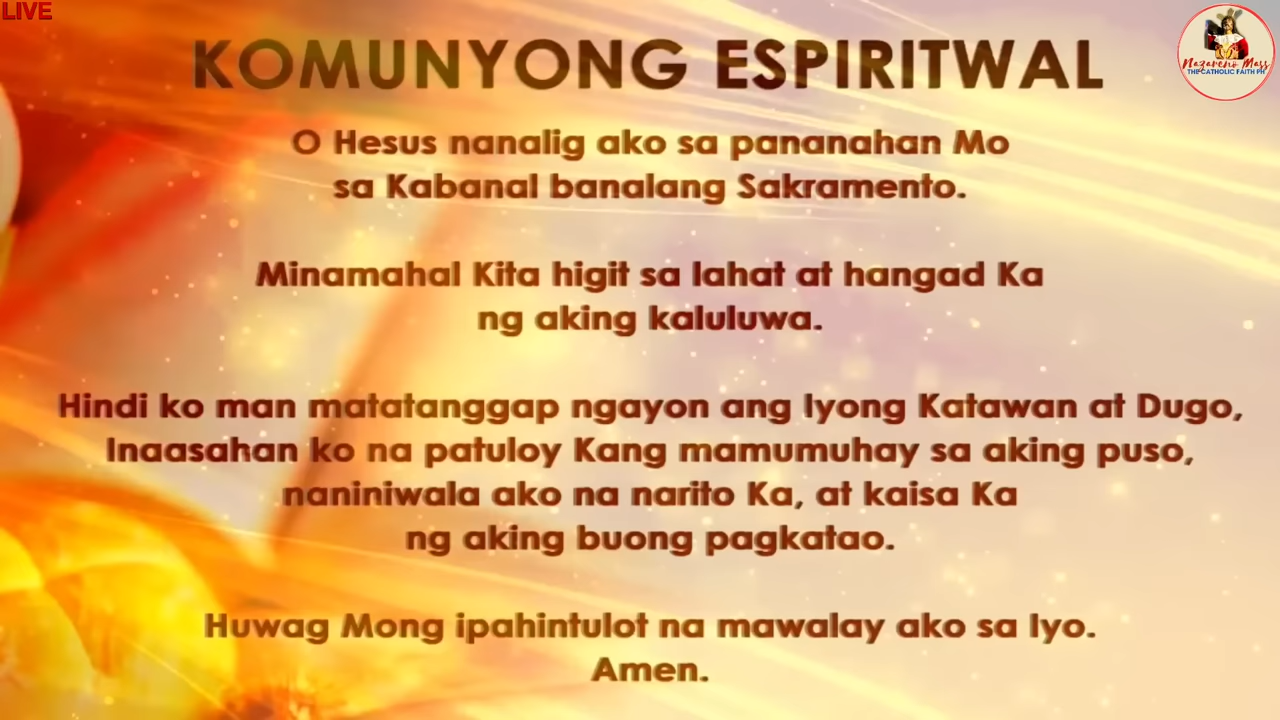 LIVE
Nazareno Mass
THE CATHOLIC FAITH PH
KOMUNYONG ESPIRITWAL
O Hesus nanalig ako sa pananahan Mo
sa Kabanal banalang Sakramento.
Minamahal Kita higit sa lahat at hangad Ka
ng aking kaluluwa.
Hindi ko man matatanggap ngayon ang Iyong Katawan at Dugo,
Inaasahan ko na patuloy Kang mamumuhay sa aking puso,
naniniwala ako na narito Ka, at kaisa Ka
ng aking buong pagkatao.
Huwag Mong ipahintulot na mawalay ako sa Iyo.
Amen.